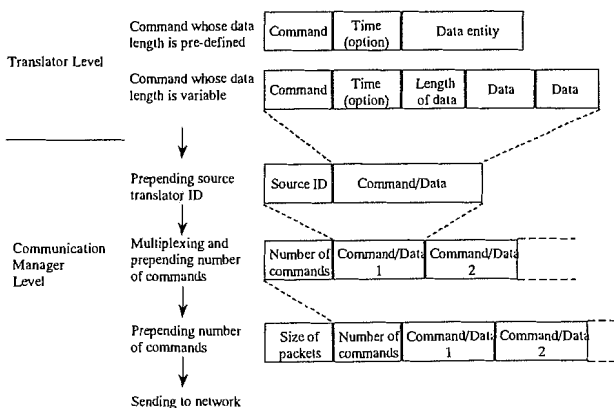 Translator Level
Command whose data
length is pre-defined
Command
Time
(option)
Data entity
Command whose data
length is variable
Command
Time
(option)
Length
of data
Data
Data
Prepending source
translator ID
Source ID
Command/Data
Communication
Manager
Level
Multiplexing and
prepending number
of commands
Number of
commands
Command/Data
1
Command/Data
2
Prepending number
of commands
Size of
packets
Number of
commands
Command/Data
1
Command/Data
2
Sending to network